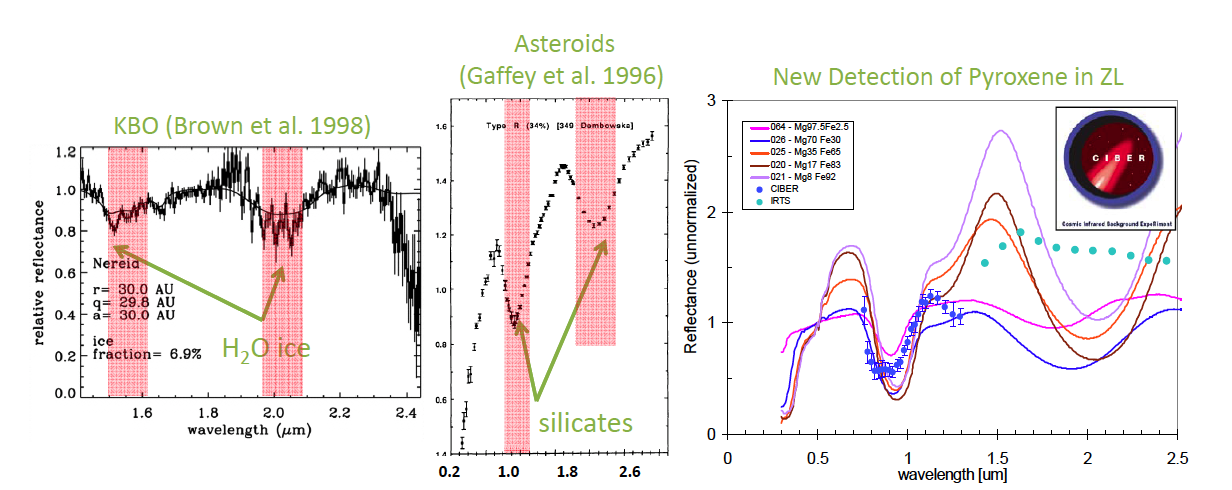 KBO (Brown et al. 1998)
1.2
1.0
0.8
0.6
0.4
0.2
0.0
relative reflectance
Nereid
r= 30.0 AU
q= 29.8 AU
a= 30.0 AU
ice
fraction= 6.9%
H2O ice
1.6
1.8
2.0
2.2
2.4
wavelength (μm)
Asteroids
(Gaffey et al. 1996)
Type R (34%) [349 Dembowska]
1.6
1.4
1.2
1.0
0.8
0.6
1.4
silicates
0.2
1.0
1.8
2.6
New Detection of Pyroxene in ZL
3
2
1
0
Reflectance (unnormalized)
064 - Mg97.5Fe2.5
026 - Mg70 Fe30
025 - Mg35 Fe65
020 - Mg17 Fe83
021 - Mg8 Fe92
CIBER
IRTS
CIBER
Cosmic Infrared Background ExpeRiment
0
0.5
1
1.5
2
2.5
wavelength [um]